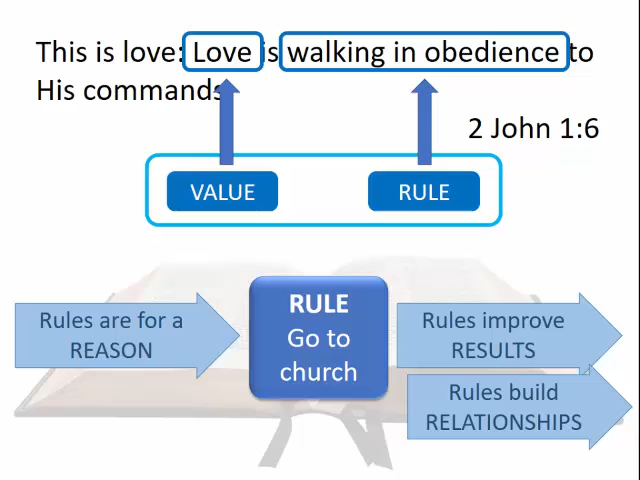 This is love: Love is walking in obedience to
His commands
2 John 1:6
VALUE
RULE
Rules are for a
REASON
RULE
Go to
church
Rules improve
RESULTS
Rules build
RELATIONSHIPS